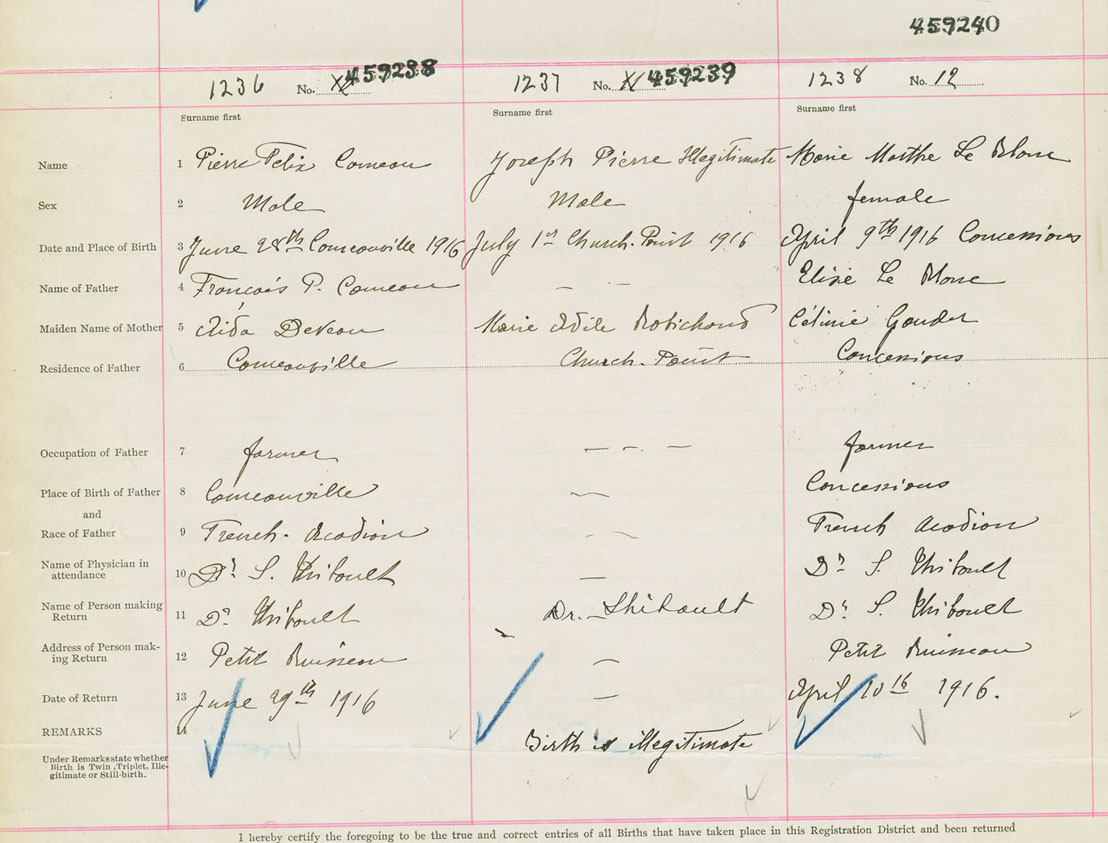 459240
1236 No. 459238 1237 No. XI 459239 1238 No. 12
Surname first Surname first Surname first
Name 1 Pierre Felix Comeau Joseph Pierre Illegitimate Marie Marthe Le Blanc
Sex 2 Male Male female
Date and Place of Birth 3 June 28th Comeauville 1916 July 1st Church-Point 1916 April 9th 1916 Concessions
Name of Father 4 François P. Comeau – – Elisé Le Blanc
Maiden Name of Mother 5 Aida DeVeau Marie Adile Robichaud Célinie Gaudet
Residence of Father 6 Comeauville Church-Point Concessions
Occupation of Father 7 farmer – – – farmer
Place of Birth of Father 8 Comeauville – Concessions
and
Race of Father 9 French-Acadian – – French Acadian
Name of Physician in
attendance 10 Dr. S. Thibault – Dr. S. Thibault
Name of Person making
Return 11 Dr. Thibault Dr. Thibault Dr. S. Thibault
Address of Person mak-
ing Return 12 Petit Ruisseau – Petit Ruisseau
Date of Return 13 June 29th 1916 – April 10th 1916.
REMARKS 14 Birth is illegitimate
Under Remarks state whether
Birth is Twin, Triplet, Ille-
gitimate or Still-birth.
I hereby certify the foregoing to be the true and correct entries of all Births that have taken place in this Registration District and been returned